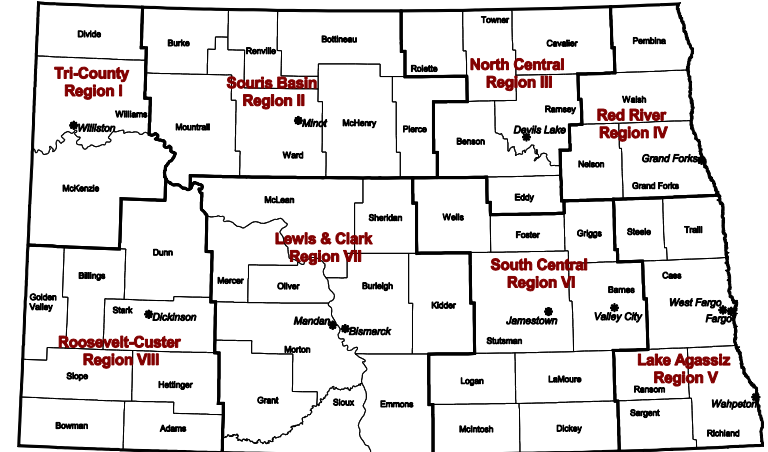 Towner
Divide
Burke
Renville
Bottineau
Cavalier
Pembina
Rolette
North Central
Region III
Tri-County
Region I
Souris Basin
Region II
Walsh
Ramsey
Red River
Region IV
Williams
Williston
Mountrail
Minot
McHenry
Pierce
Devils Lake
Benson
Ward
Nelson
Grand Forks
Grand Forks
McKenzie
McLean
Eddy
Sheridan
Wells
Foster
Griggs
Steele
Traill
Lewis & Clark
Region VII
Dunn
South Central
Region VI
Billings
Mercer
Oliver
Burleigh
Cass
Golden
Valley
Stark
Dickinson
Kidder
Barnes
West Fargo
Fargo
Mandan
Bismarck
Jamestown
Valley City
Stutsman
Roosevelt-Custer
Region VIII
Morton
Lake Agassiz
Region V
Slope
Hettinger
Logan
LaMoure
Ransom
Grant
Sioux
Emmons
Wahpeton
Sargent
Bowman
Adams
McIntosh
Dickey
Richland